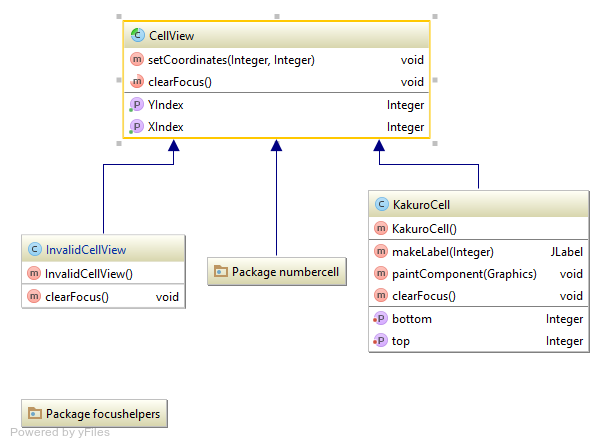 CellView
setCoordinates(Integer, Integer) void
clearFocus() void
YIndex Integer
XIndex Integer
InvalidCellView
InvalidCellView()
clearFocus() void
Package numbercell
KakuroCell
KakuroCell()
makeLabel(Integer) JLabel
paintComponent(Graphics) void
clearFocus() void
bottom Integer
top Integer
Package focushelpers
Powered by yFiles